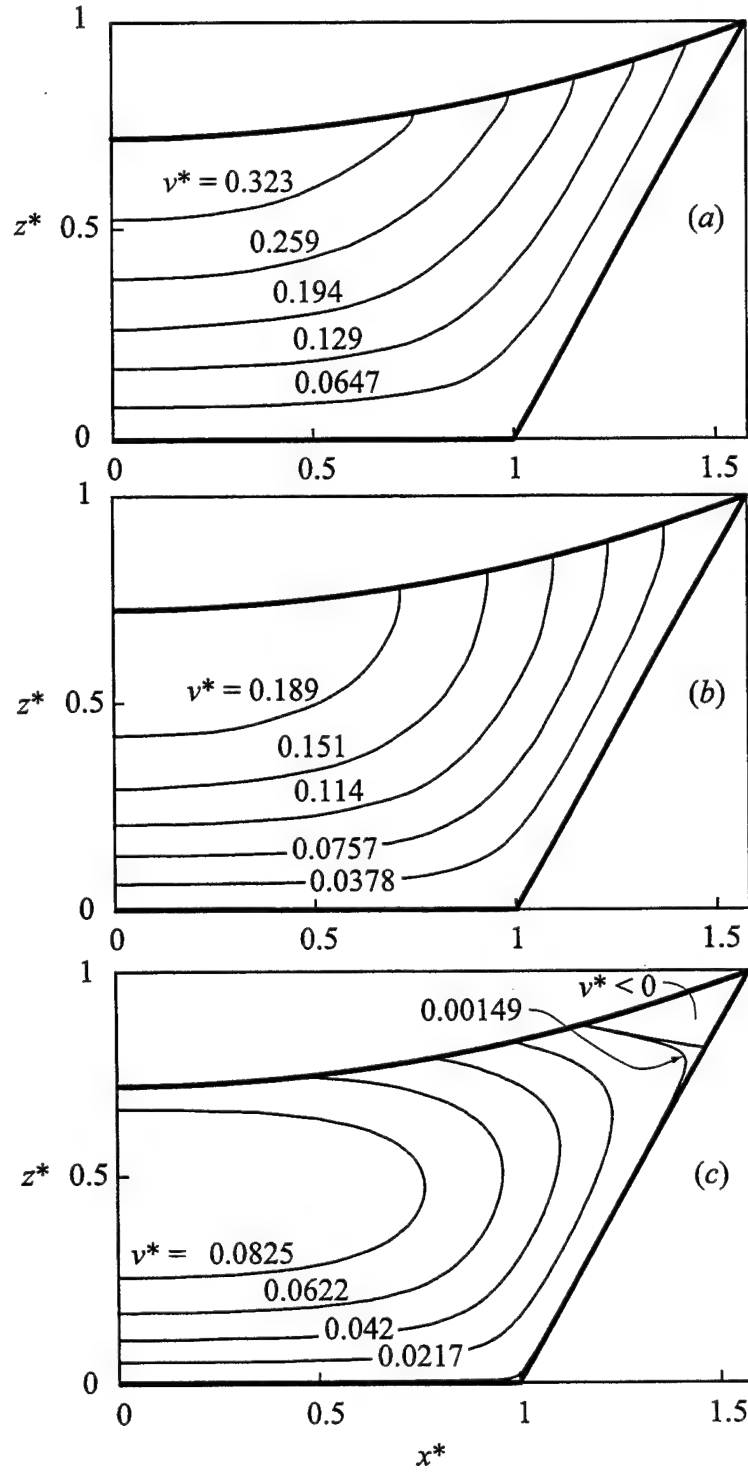 1
v* = 0.323
z* 0.5
(a)
0.259
0.194
0.129
0.0647
0
0 0.5 1 1.5
1
v* = 0.189
z* 0.5
(b)
0.151
0.114
0.0757
0.0378
0
0 0.5 1 1.5
1
v* < 0
0.00149
z* 0.5
(c)
v* = 0.0825
0.0622
0.042
0.0217
0
0 0.5 1 1.5
x*